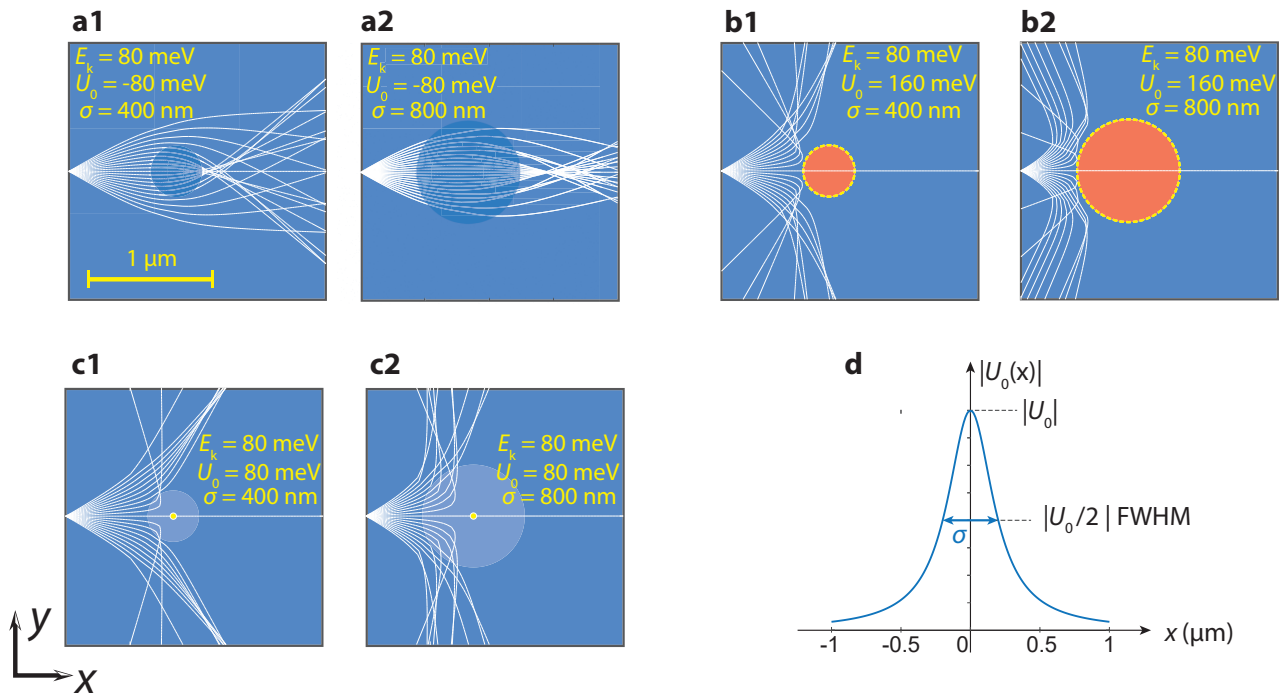 a1
E_k = 80 meV
U_0 = -80 meV
σ = 400 nm
1 µm
a2
E_k = 80 meV
U_0 = -80 meV
σ = 800 nm
b1
E_k = 80 meV
U_0 = 160 meV
σ = 400 nm
b2
E_k = 80 meV
U_0 = 160 meV
σ = 800 nm
c1
E_k = 80 meV
U_0 = 80 meV
σ = 400 nm
c2
E_k = 80 meV
U_0 = 80 meV
σ = 800 nm
y
x
d
|U_0(x)|
|U_0|
|U_0/2 | FWHM
σ
-1 -0.5 0 0.5 1
x (µm)